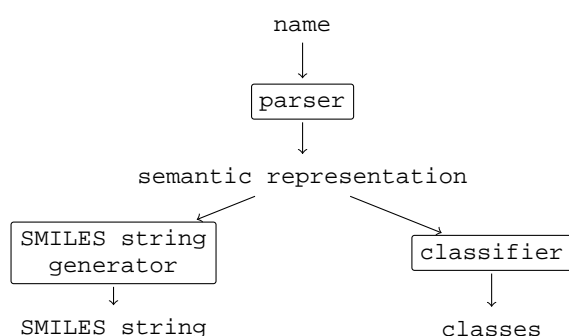 name
parser
semantic representation
SMILES string
generator
classifier
SMILES string
classes